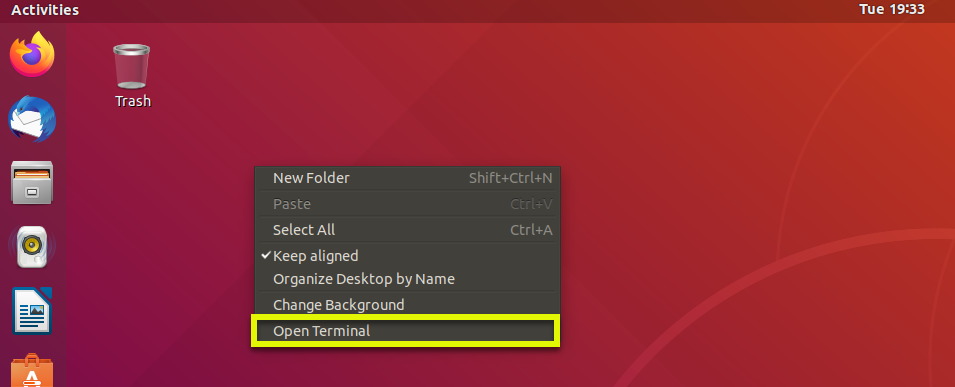 Activities
Tue 19:33
Trash
New Folder Shift+Ctrl+N
Paste Ctrl+V
Select All Ctrl+A
Keep aligned
Organize Desktop by Name
Change Background
Open Terminal